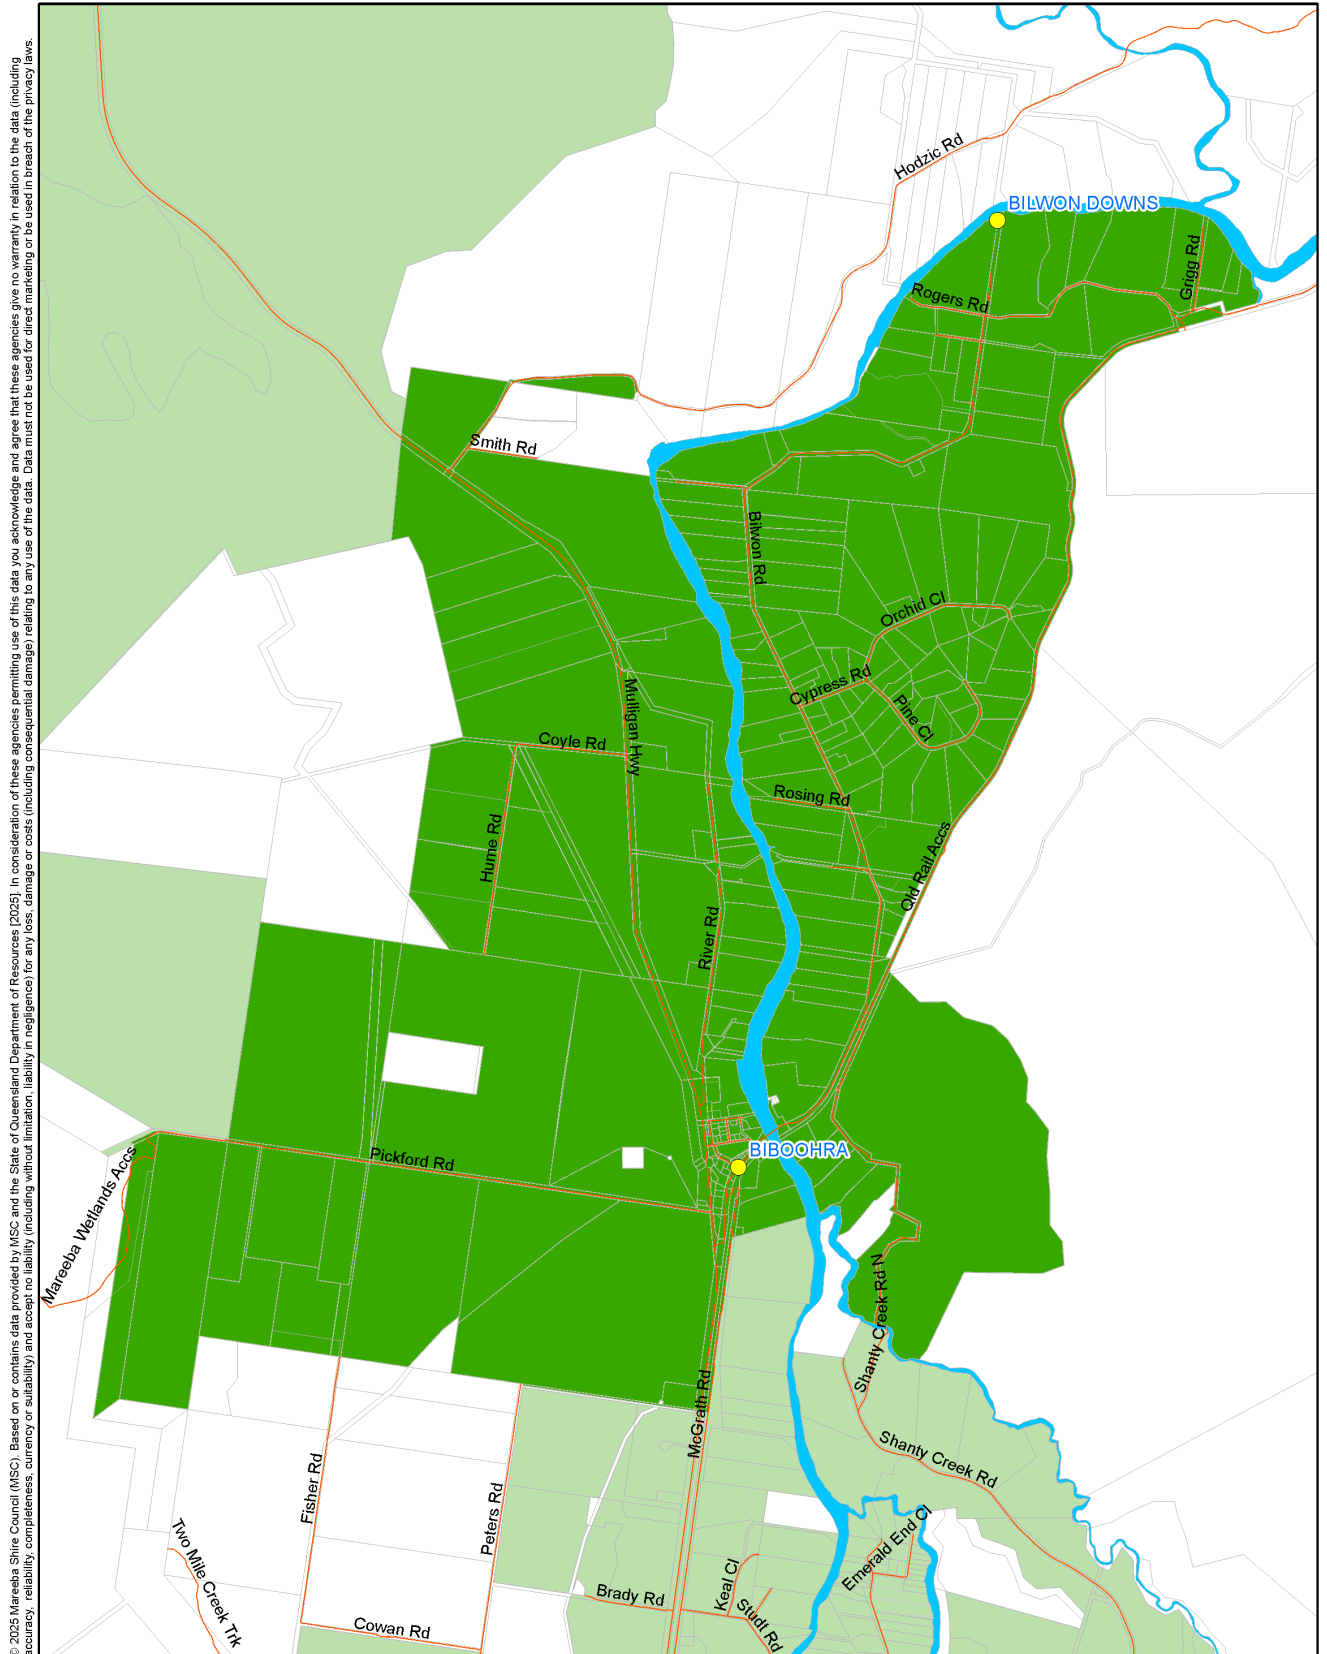 © 2025 Mareeba Shire Council (MSC). Based on or contains data provided by MSC and the State of Queensland Department of Resources [2025]. In consideration of these agencies permitting use of this data you acknowledge and agree that these agencies give no warranty in relation to the data (including
accuracy, reliability, completeness, currency or suitability) and accept no liability (including without limitation, liability in negligence) for any loss, damage or costs (including consequential damage) relating to any use of the data. Data must not be used for direct marketing or be used in breach of the privacy laws.
Hodzic Rd
BILWON DOWNS
Grigg Rd
Rogers Rd
Smith Rd
Bilwon Rd
Orchid Cl
Cypress Rd
Pine Cl
Mulligan Hwy
Coyle Rd
Rosing Rd
Hume Rd
Qld Rail Accs
River Rd
BIBOOHRA
Pickford Rd
Mareeba Wetlands Accs
Shanty Creek Rd N
McGrath Rd
Shanty Creek Rd
Fisher Rd
Peters Rd
Emerald End Cl
Two Mile Creek Trk
Keal Cl
Brady Rd
Studt Rd
Cowan Rd